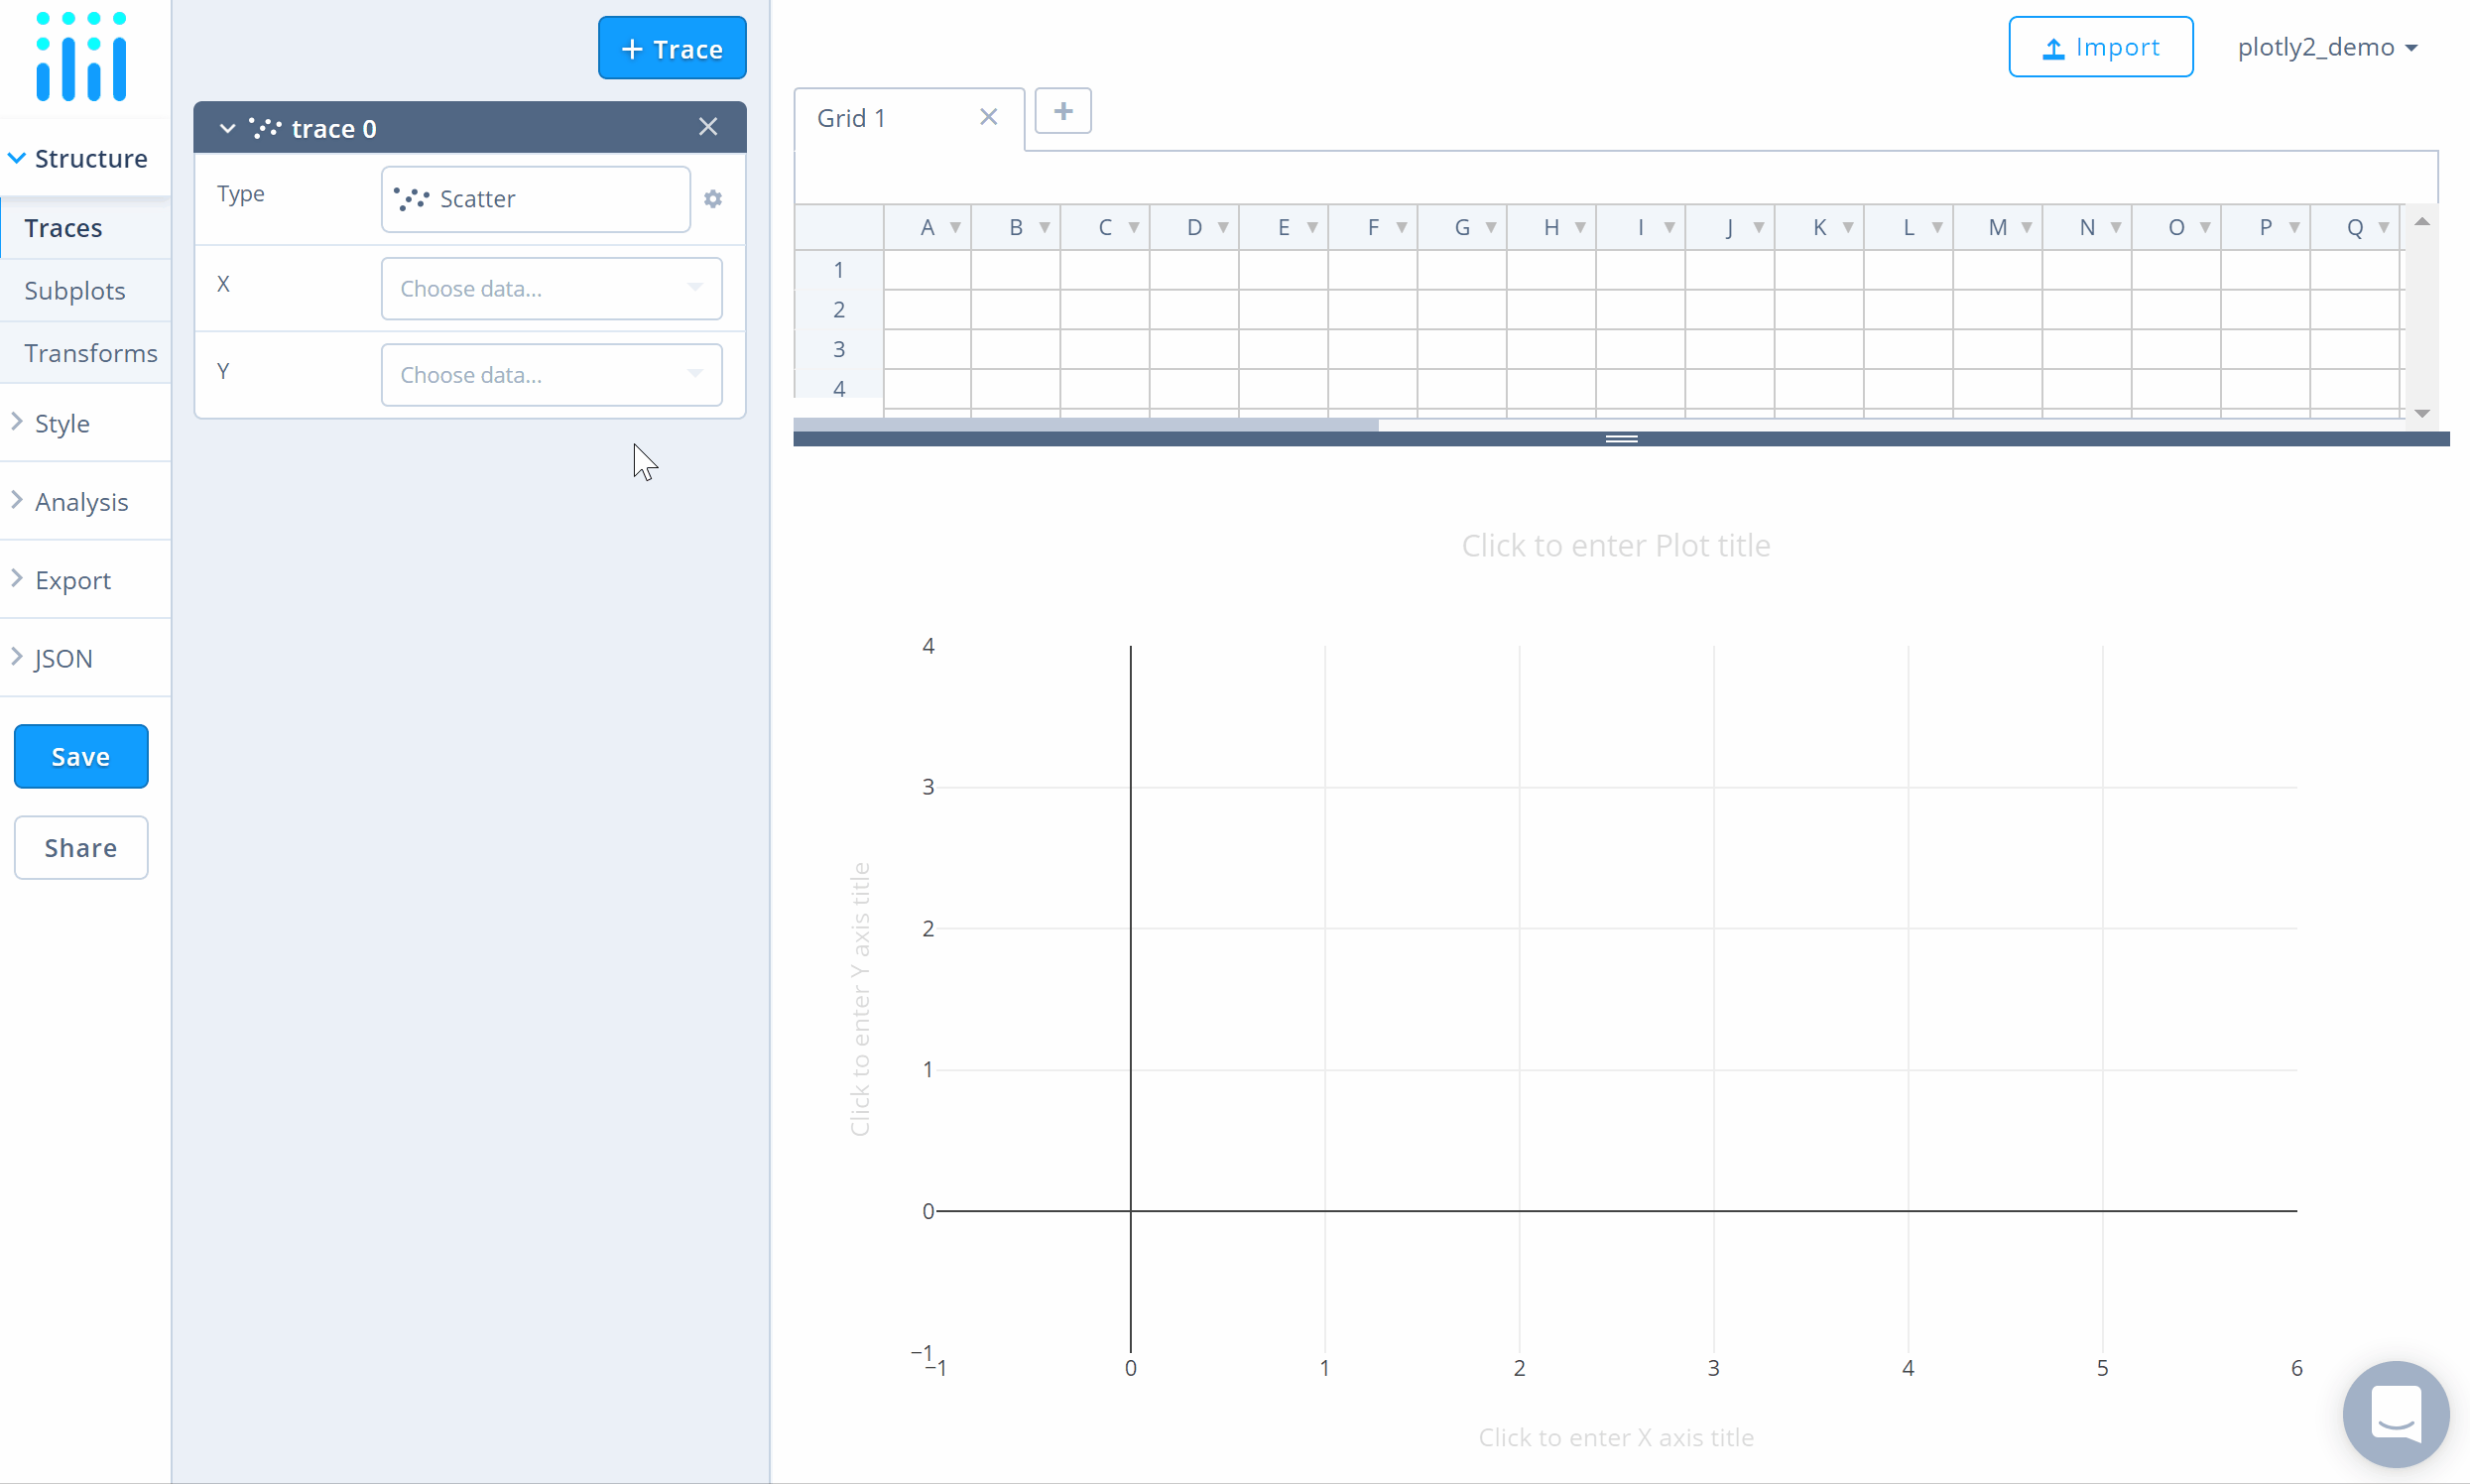 + Trace
Import
plotly2_demo
Grid 1
+
trace 0
Structure
Type
Scatter
Traces
A B C D E F G H I J K L M N O P Q
1
X
Choose data...
Subplots
2
Transforms
3
Y
Choose data...
4
Style
Analysis
Click to enter Plot title
Export
JSON
Save
Share
4
3
2
1
0
−1
Click to enter Y axis title
−1 0 1 2 3 4 5 6
Click to enter X axis title